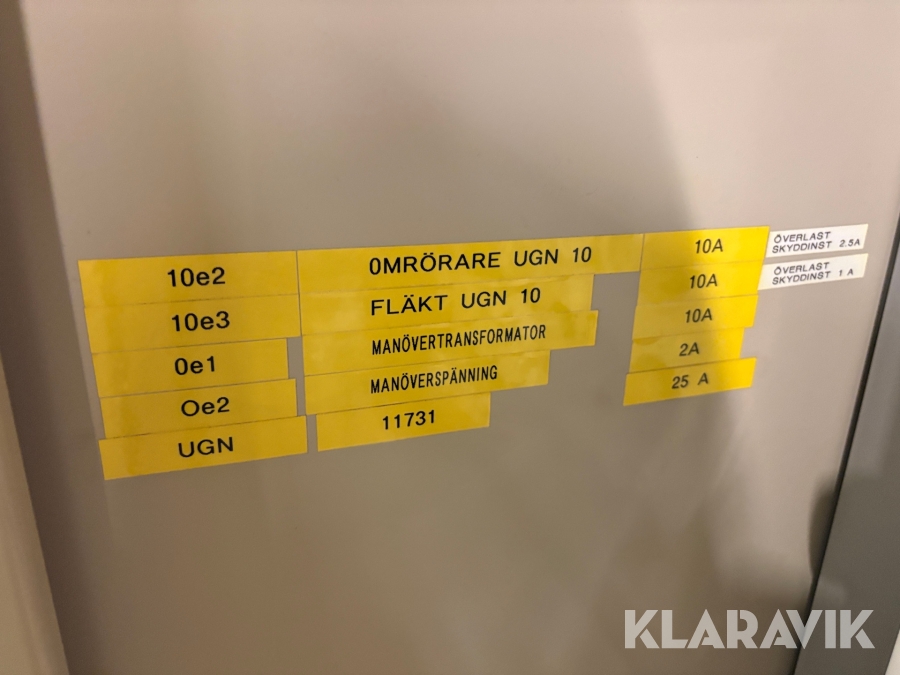 10e2 OMRÖRARE UGN 10 10A ÖVERLAST SKYDDINST 2.5A
10e3 FLÄKT UGN 10 10A ÖVERLAST SKYDDINST 1 A
0e1 MANÖVERTRANSFORMATOR 10A
Oe2 MANÖVERSPÄNNING 2A
UGN 11731 25 A
KLARAVIK